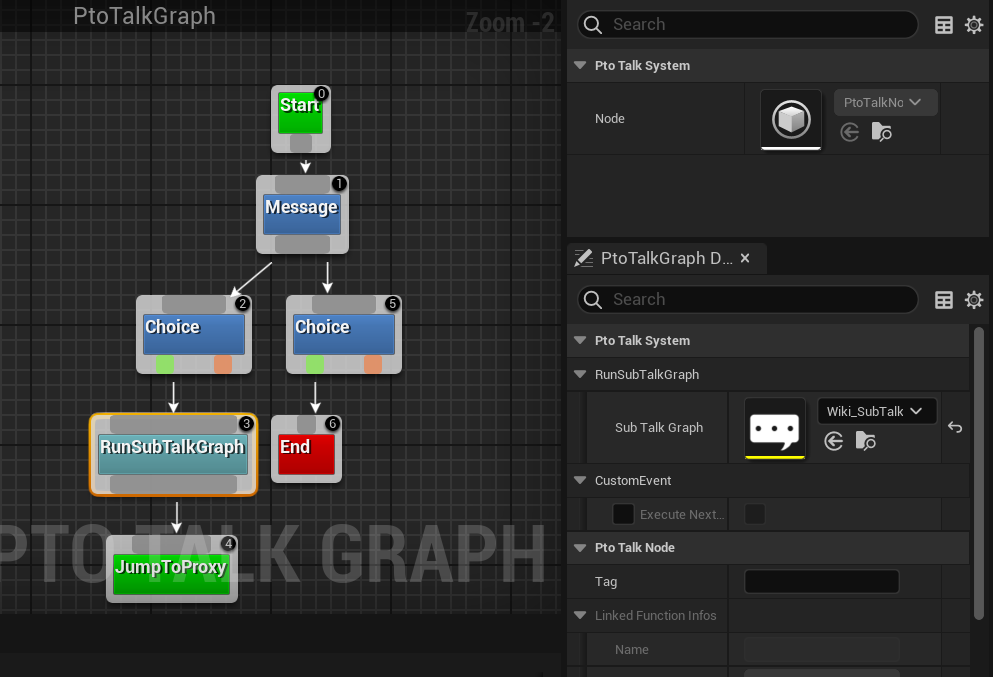 PtoTalkGraph
Zoom -2
0
Start
1
Message
2
Choice
5
Choice
3
RunSubTalkGraph
6
End
4
JumpToProxy
PTO TALK GRAPH
Search
Pto Talk System
Node
PtoTalkNo
PtoTalkGraph D...
Search
Pto Talk System
RunSubTalkGraph
Sub Talk Graph
Wiki_SubTalk
CustomEvent
Execute Next...
Pto Talk Node
Tag
Linked Function Infos
Name